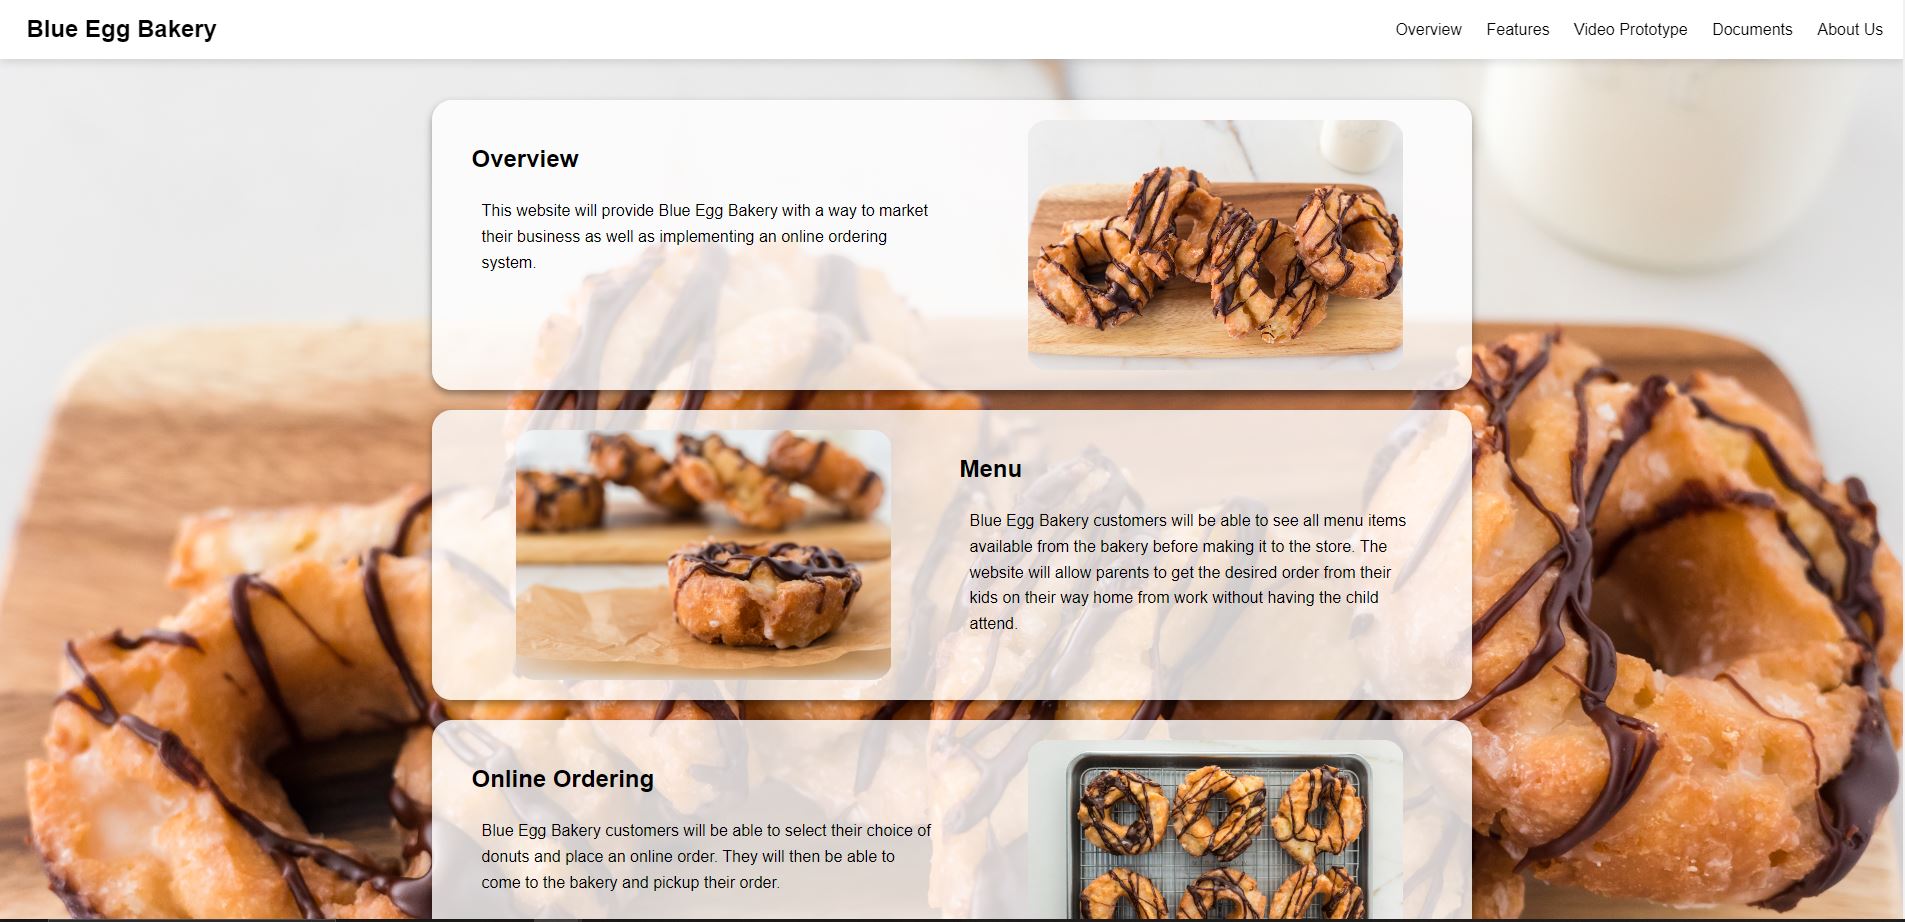 Blue Egg Bakery
Overview Features Video Prototype Documents About Us
Overview
This website will provide Blue Egg Bakery with a way to market
their business as well as implementing an online ordering
system.
Menu
Blue Egg Bakery customers will be able to see all menu items
available from the bakery before making it to the store. The
website will allow parents to get the desired order from their
kids on their way home from work without having the child
attend.
Online Ordering
Blue Egg Bakery customers will be able to select their choice of
donuts and place an online order. They will then be able to
come to the bakery and pickup their order.